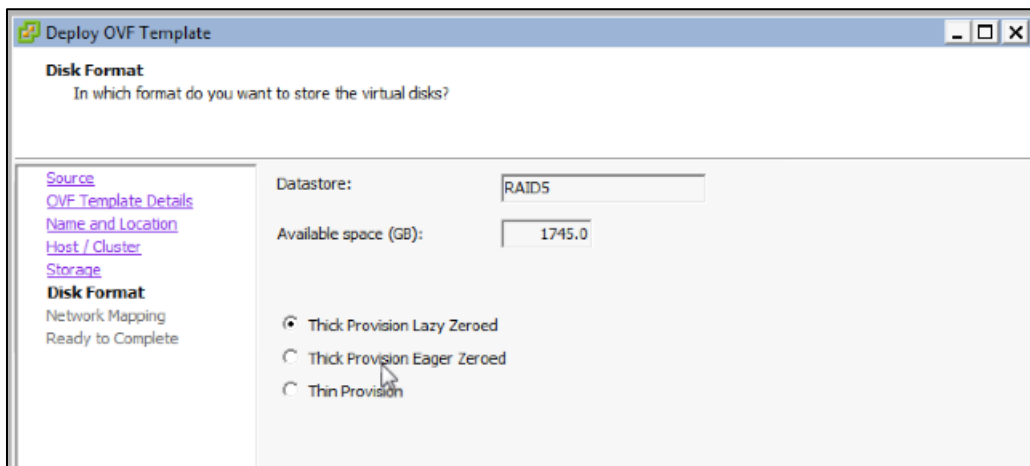 Deploy OVF Template
Disk Format
In which format do you want to store the virtual disks?
Source
OVF Template Details
Name and Location
Host / Cluster
Storage
Disk Format
Network Mapping
Ready to Complete
Datastore:
RAID5
Available space (GB):
1745.0
Thick Provision Lazy Zeroed
Thick Provision Eager Zeroed
Thin Provision